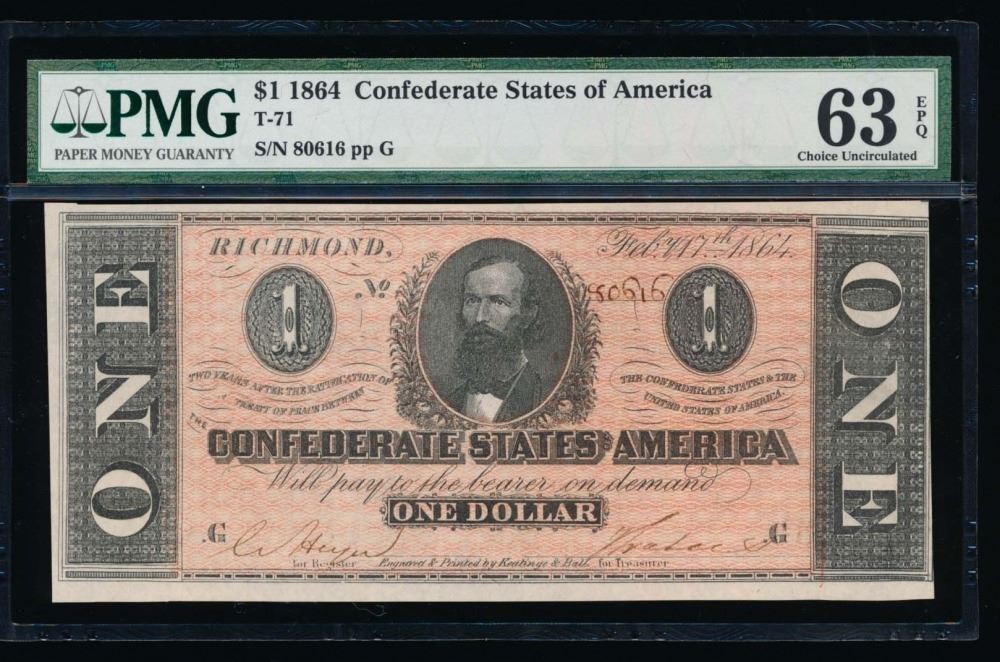 $1 1864 Confederate States of America
T-71
S/N 80616 pp G
PMG
PAPER MONEY GUARANTY
63
EPQ
Choice Uncirculated
RICHMOND, Feby 17th 1864.
No 80616
1 1
TWO YEARS AFTER THE RATIFICATION OF
A TREATY OF PEACE BETWEEN
THE CONFEDERATE STATES & THE
UNITED STATES OF AMERICA.
THE
CONFEDERATE STATES OF AMERICA
Will pay to the bearer on demand
ONE DOLLAR
G G
for Register Engraved & Printed by Keatinge & Ball. for Treasurer
ONE
ONE